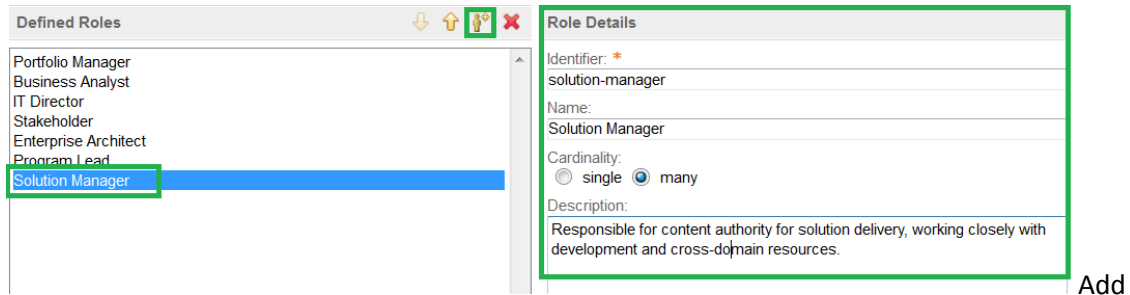 Defined Roles
Portfolio Manager
Business Analyst
IT Director
Stakeholder
Enterprise Architect
Program Lead
Solution Manager
Role Details
Identifier: *
solution-manager
Name:
Solution Manager
Cardinality:
single many
Description:
Responsible for content authority for solution delivery, working closely with
development and cross-domain resources.
Add